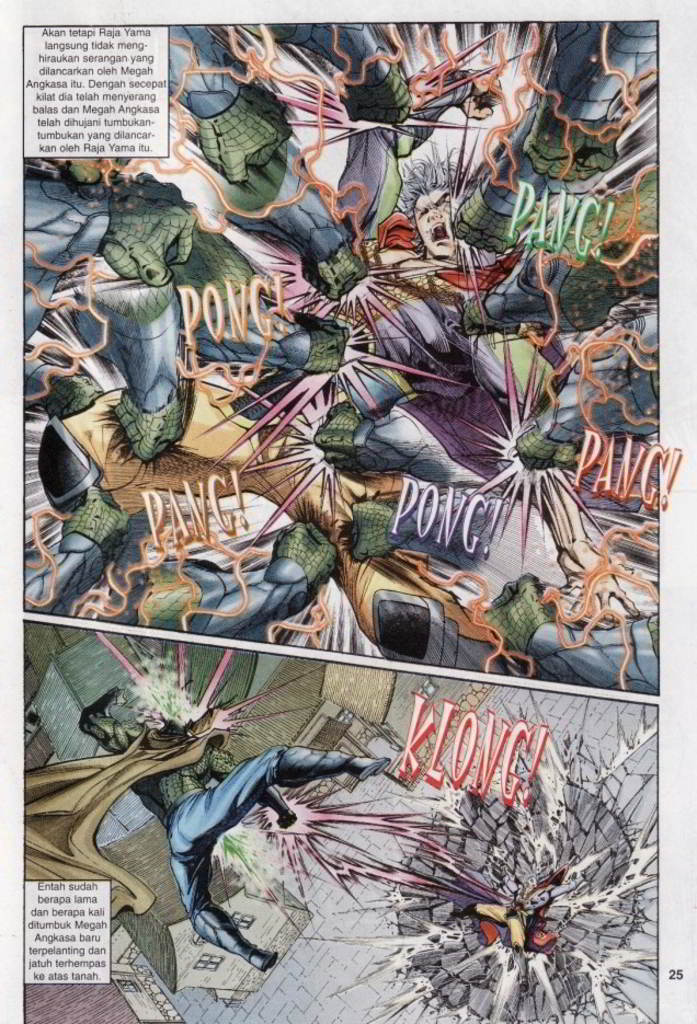 Akan tetapi Raja Yama
langsung tidak meng-
hiraukan serangan yang
dilancarkan oleh Megah
Angkasa itu. Dengan secepat
kilat dia telah menyerang
balas dan Megah Angkasa
telah dihujani tumbukan-
tumbukan yang dilancar-
kan oleh Raja Yama itu.
PANG!
PONG!
PANG!
PANG!
PONG!
KLONG!
Entah sudah
berapa lama
dan berapa kali
ditumbuk Megah
Angkasa baru
terpelanting dan
jatuh terhempas
ke atas tanah.
25